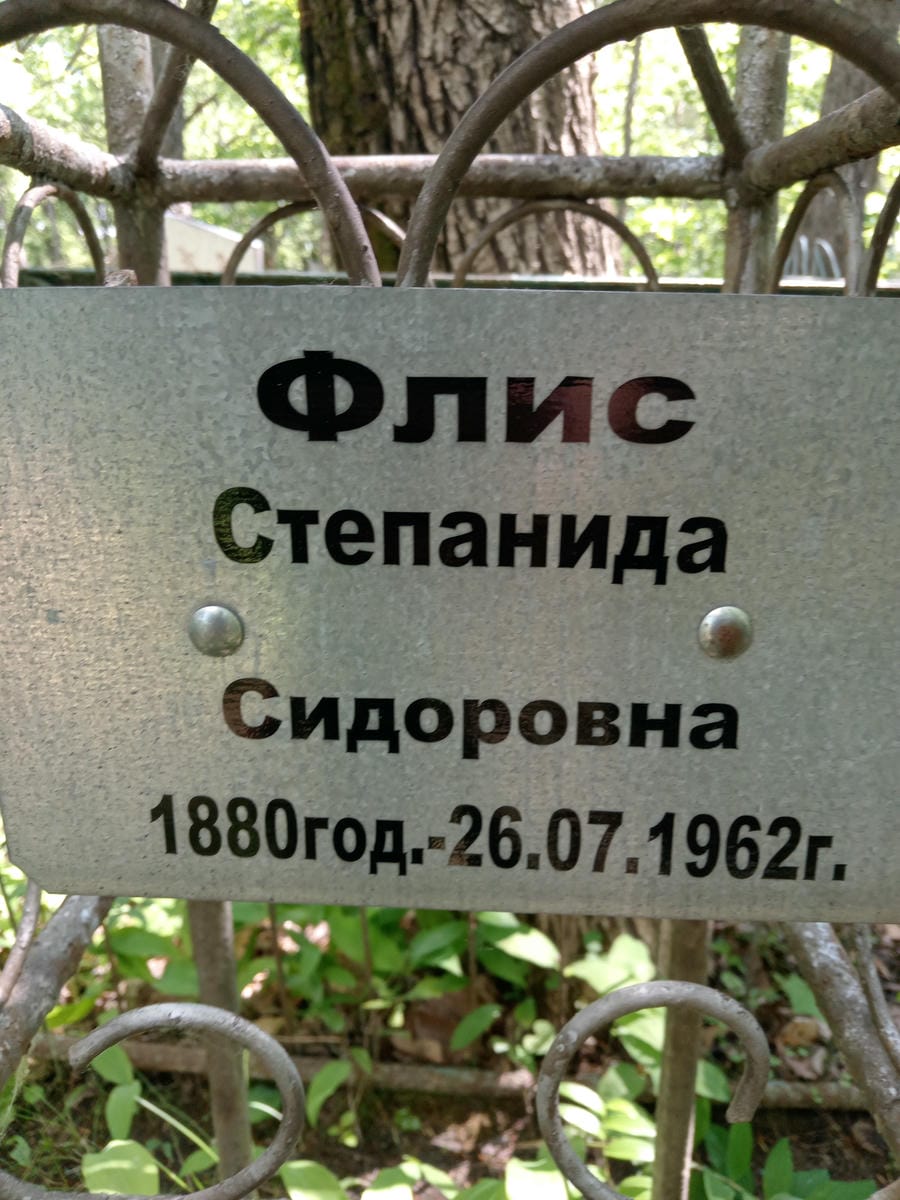 Флис
Степанида
Сидоровна
1880год.-26.07.1962г.